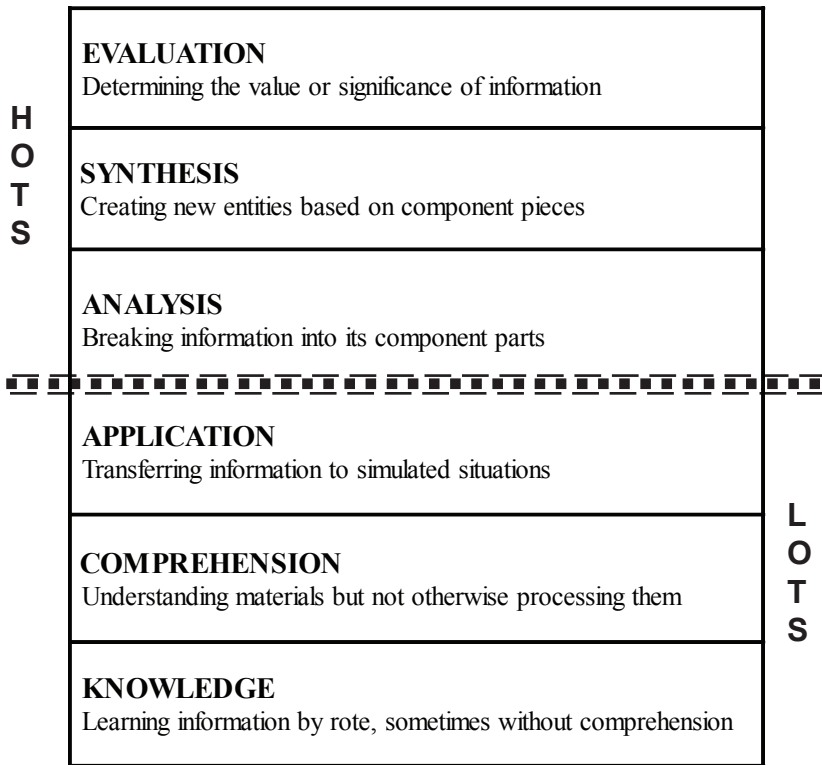 EVALUATION
Determining the value or significance of information
H
O
T
S
SYNTHESIS
Creating new entities based on component pieces
ANALYSIS
Breaking information into its component parts
APPLICATION
Transferring information to simulated situations
L
O
T
S
COMPREHENSION
Understanding materials but not otherwise processing them
KNOWLEDGE
Learning information by rote, sometimes without comprehension